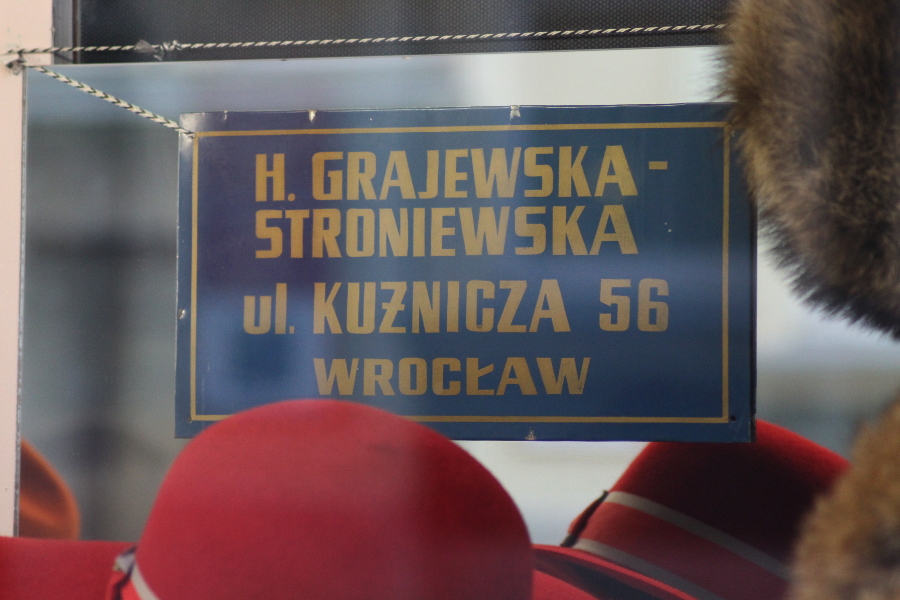 H. GRAJEWSKA-
STRONIEWSKA
ul. KUŹNICZA 56
WROCŁAW